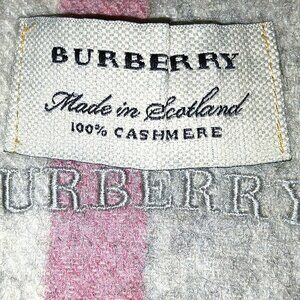 BURBERRY
Made in Scotland
100% CASHMERE
URBERRY